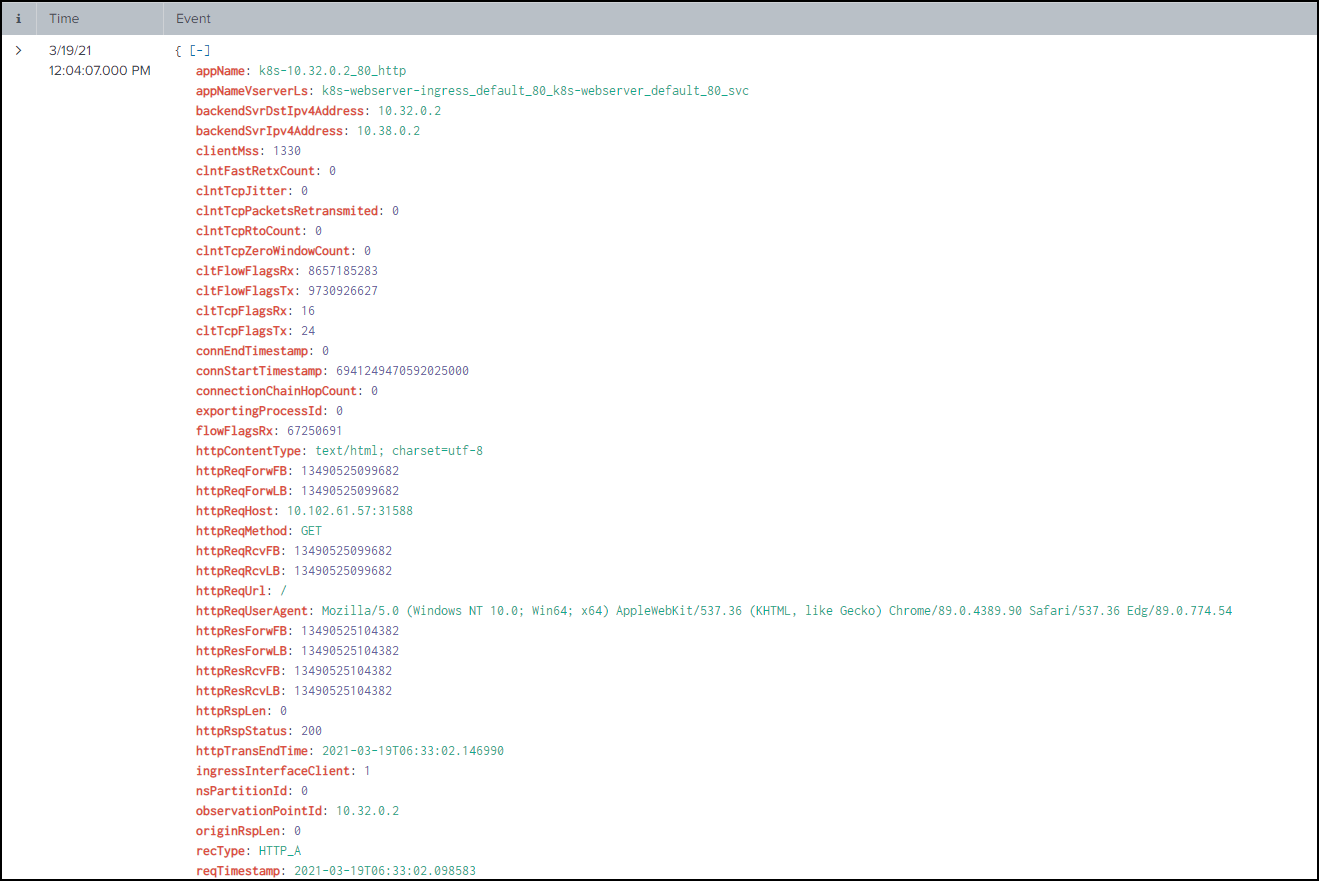 i Time Event
> 3/19/21 { [-]
12:04:07.000 PM appName: k8s-10.32.0.2_80_http
appNameVserverLs: k8s-webserver-ingress_default_80_k8s-webserver_default_80_svc
backendSvrDstIpv4Address: 10.32.0.2
backendSvrIpv4Address: 10.38.0.2
clientMss: 1330
clntFastRetxCount: 0
clntTcpJitter: 0
clntTcpPacketsRetransmited: 0
clntTcpRtoCount: 0
clntTcpZeroWindowCount: 0
cltFlowFlagsRx: 8657185283
cltFlowFlagsTx: 9730926627
cltTcpFlagsRx: 16
cltTcpFlagsTx: 24
connEndTimestamp: 0
connStartTimestamp: 6941249470592025000
connectionChainHopCount: 0
exportingProcessId: 0
flowFlagsRx: 67250691
httpContentType: text/html; charset=utf-8
httpReqForwFB: 13490525099682
httpReqForwLB: 13490525099682
httpReqHost: 10.102.61.57:31588
httpReqMethod: GET
httpReqRcvFB: 13490525099682
httpReqRcvLB: 13490525099682
httpReqUrl: /
httpReqUserAgent: Mozilla/5.0 (Windows NT 10.0; Win64; x64) AppleWebKit/537.36 (KHTML, like Gecko) Chrome/89.0.4389.90 Safari/537.36 Edg/89.0.774.54
httpResForwFB: 13490525104382
httpResForwLB: 13490525104382
httpResRcvFB: 13490525104382
httpResRcvLB: 13490525104382
httpRspLen: 0
httpRspStatus: 200
httpTransEndTime: 2021-03-19T06:33:02.146990
ingressInterfaceClient: 1
nsPartitionId: 0
observationPointId: 10.32.0.2
originRspLen: 0
recType: HTTP_A
reqTimestamp: 2021-03-19T06:33:02.098583